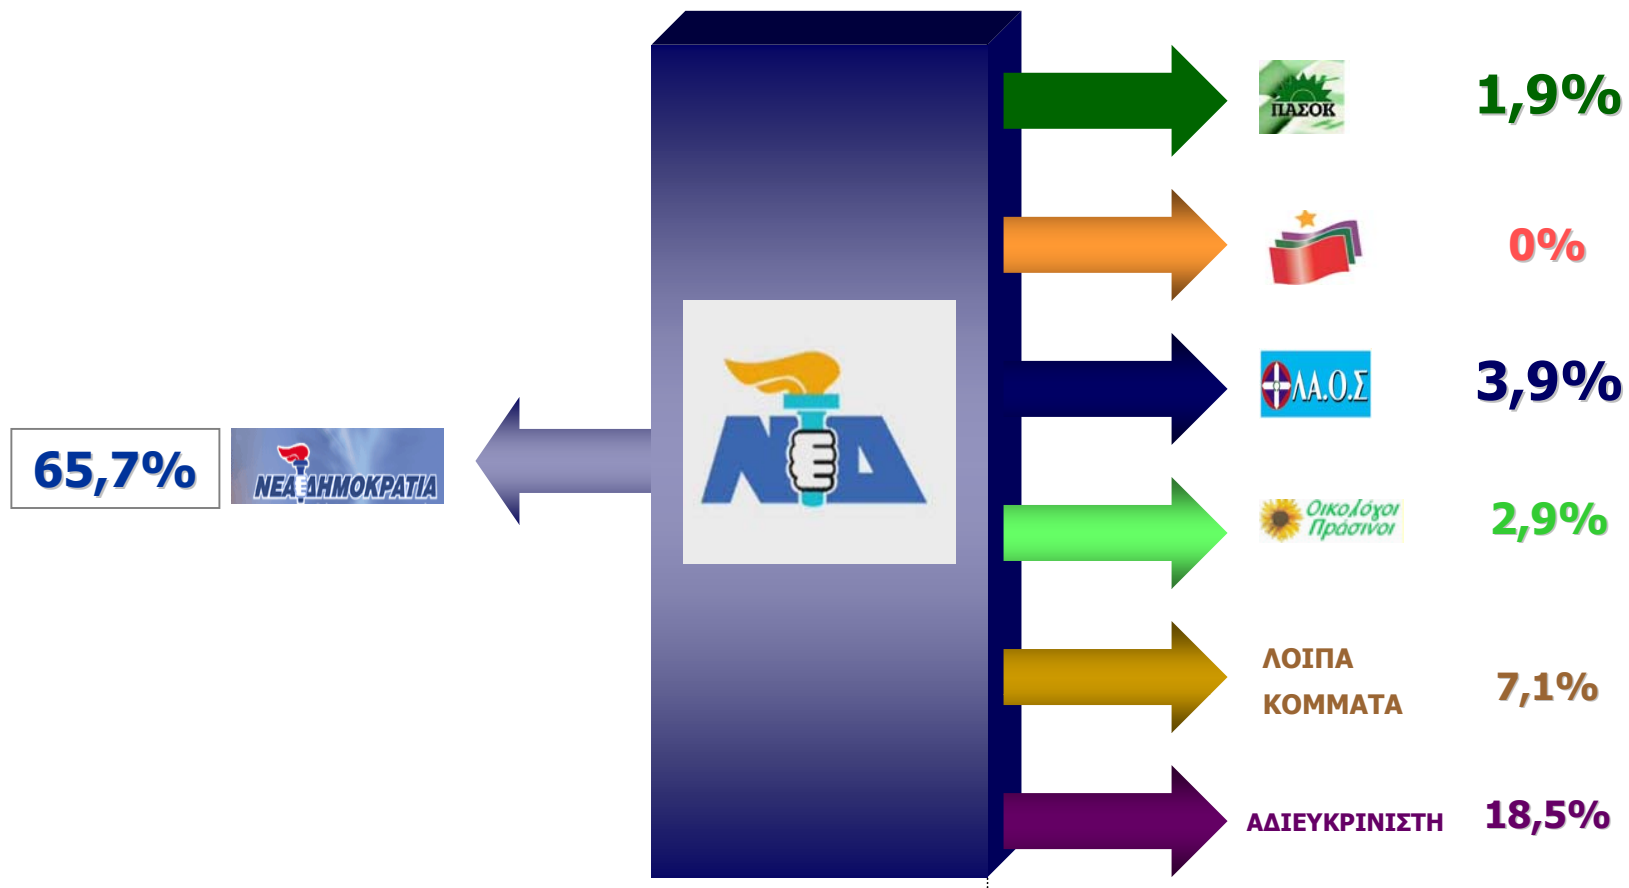 ΠΑΣΟΚ
1,9%
0%
ΛΑ.Ο.Σ
3,9%
65,7%
ΝΕΑ ΔΗΜΟΚΡΑΤΙΑ
ΝΔ
Οικολόγοι
Πράσινοι
2,9%
ΛΟΙΠΑ
ΚΟΜΜΑΤΑ
7,1%
ΑΔΙΕΥΚΡΙΝΙΣΤΗ
18,5%